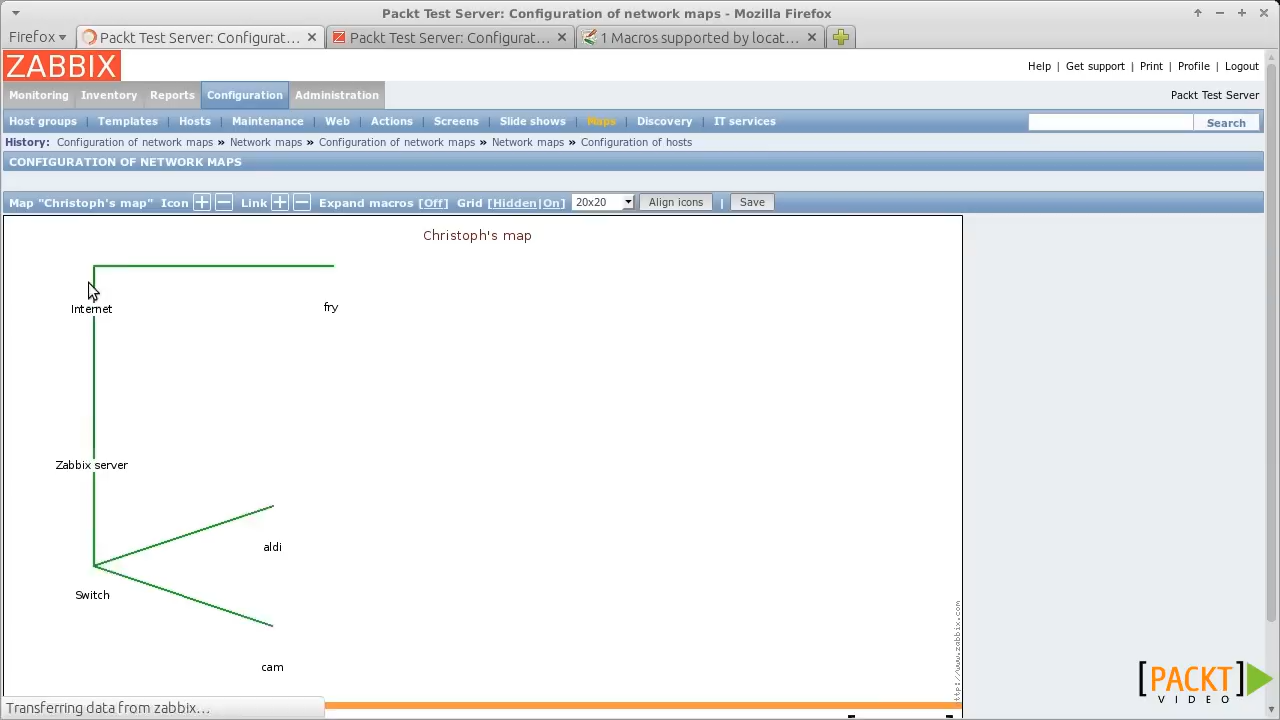 Packt Test Server: Configuration of network maps - Mozilla Firefox
Firefox
Packt Test Server: Configurat...
Packt Test Server: Configurat...
1 Macros supported by locat...
ZABBIX
Help | Get support | Print | Profile | Logout
Monitoring Inventory Reports Configuration Administration
Packt Test Server
Host groups | Templates | Hosts | Maintenance | Web | Actions | Screens | Slide shows | Maps | Discovery | IT services
Search
History: Configuration of network maps » Network maps » Configuration of network maps » Network maps » Configuration of hosts
CONFIGURATION OF NETWORK MAPS
Map "Christoph's map" Icon + − Link + − Expand macros [Off] Grid [Hidden|On] 20x20 Align icons | Save
Christoph's map
Internet
fry
Zabbix server
aldi
Switch
cam
http://www.zabbix.com
[PACKT]
VIDEO
Transferring data from zabbix...